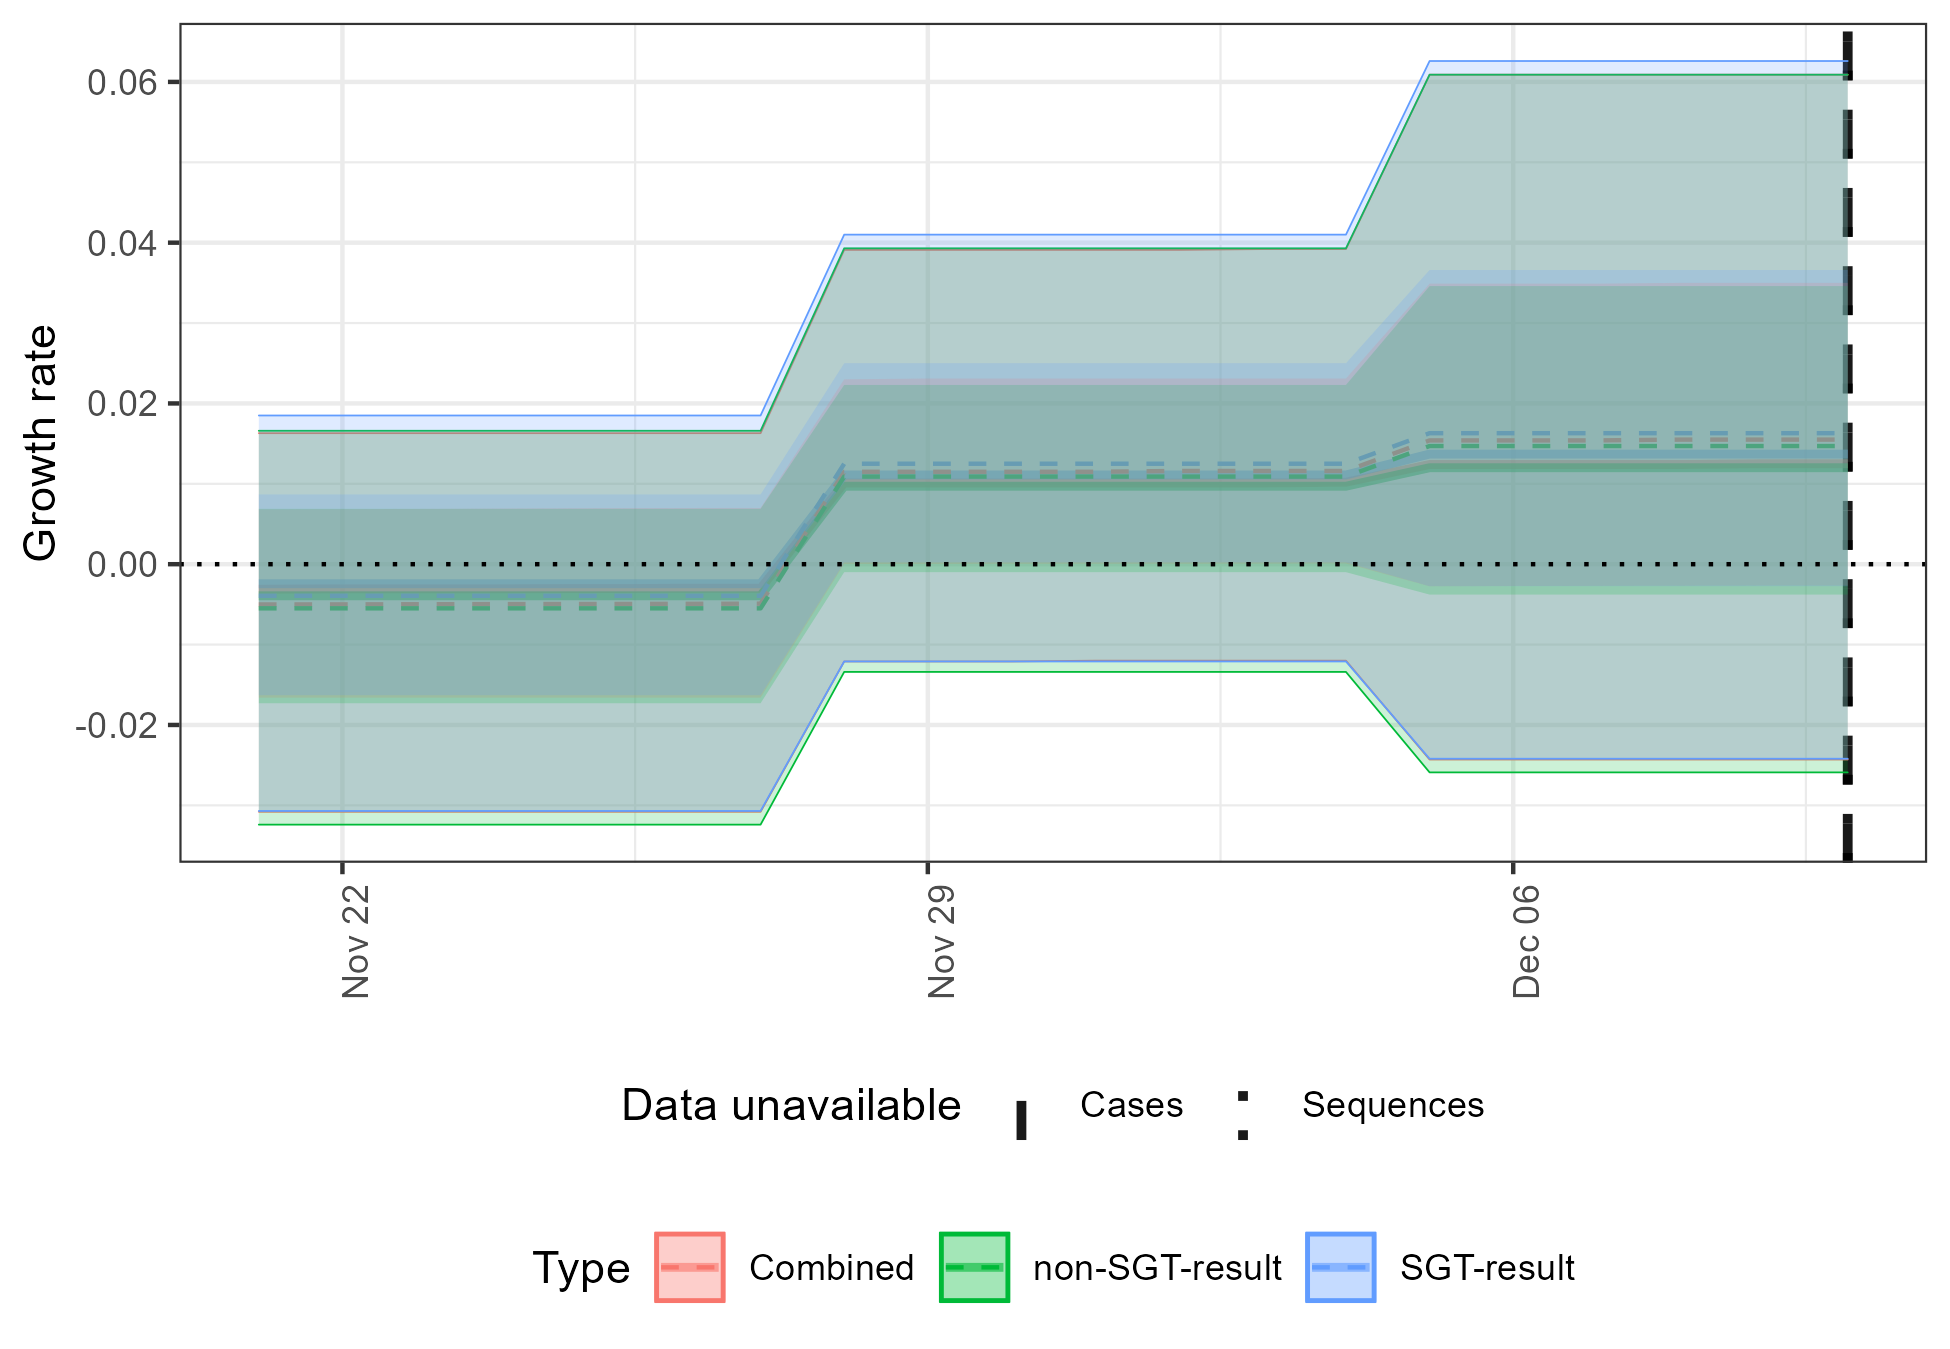 Growth rate
0.06
0.04
0.02
0.00
-0.02
Nov 22
Nov 29
Dec 06
Data unavailable Cases Sequences
Type Combined non-SGT-result SGT-result